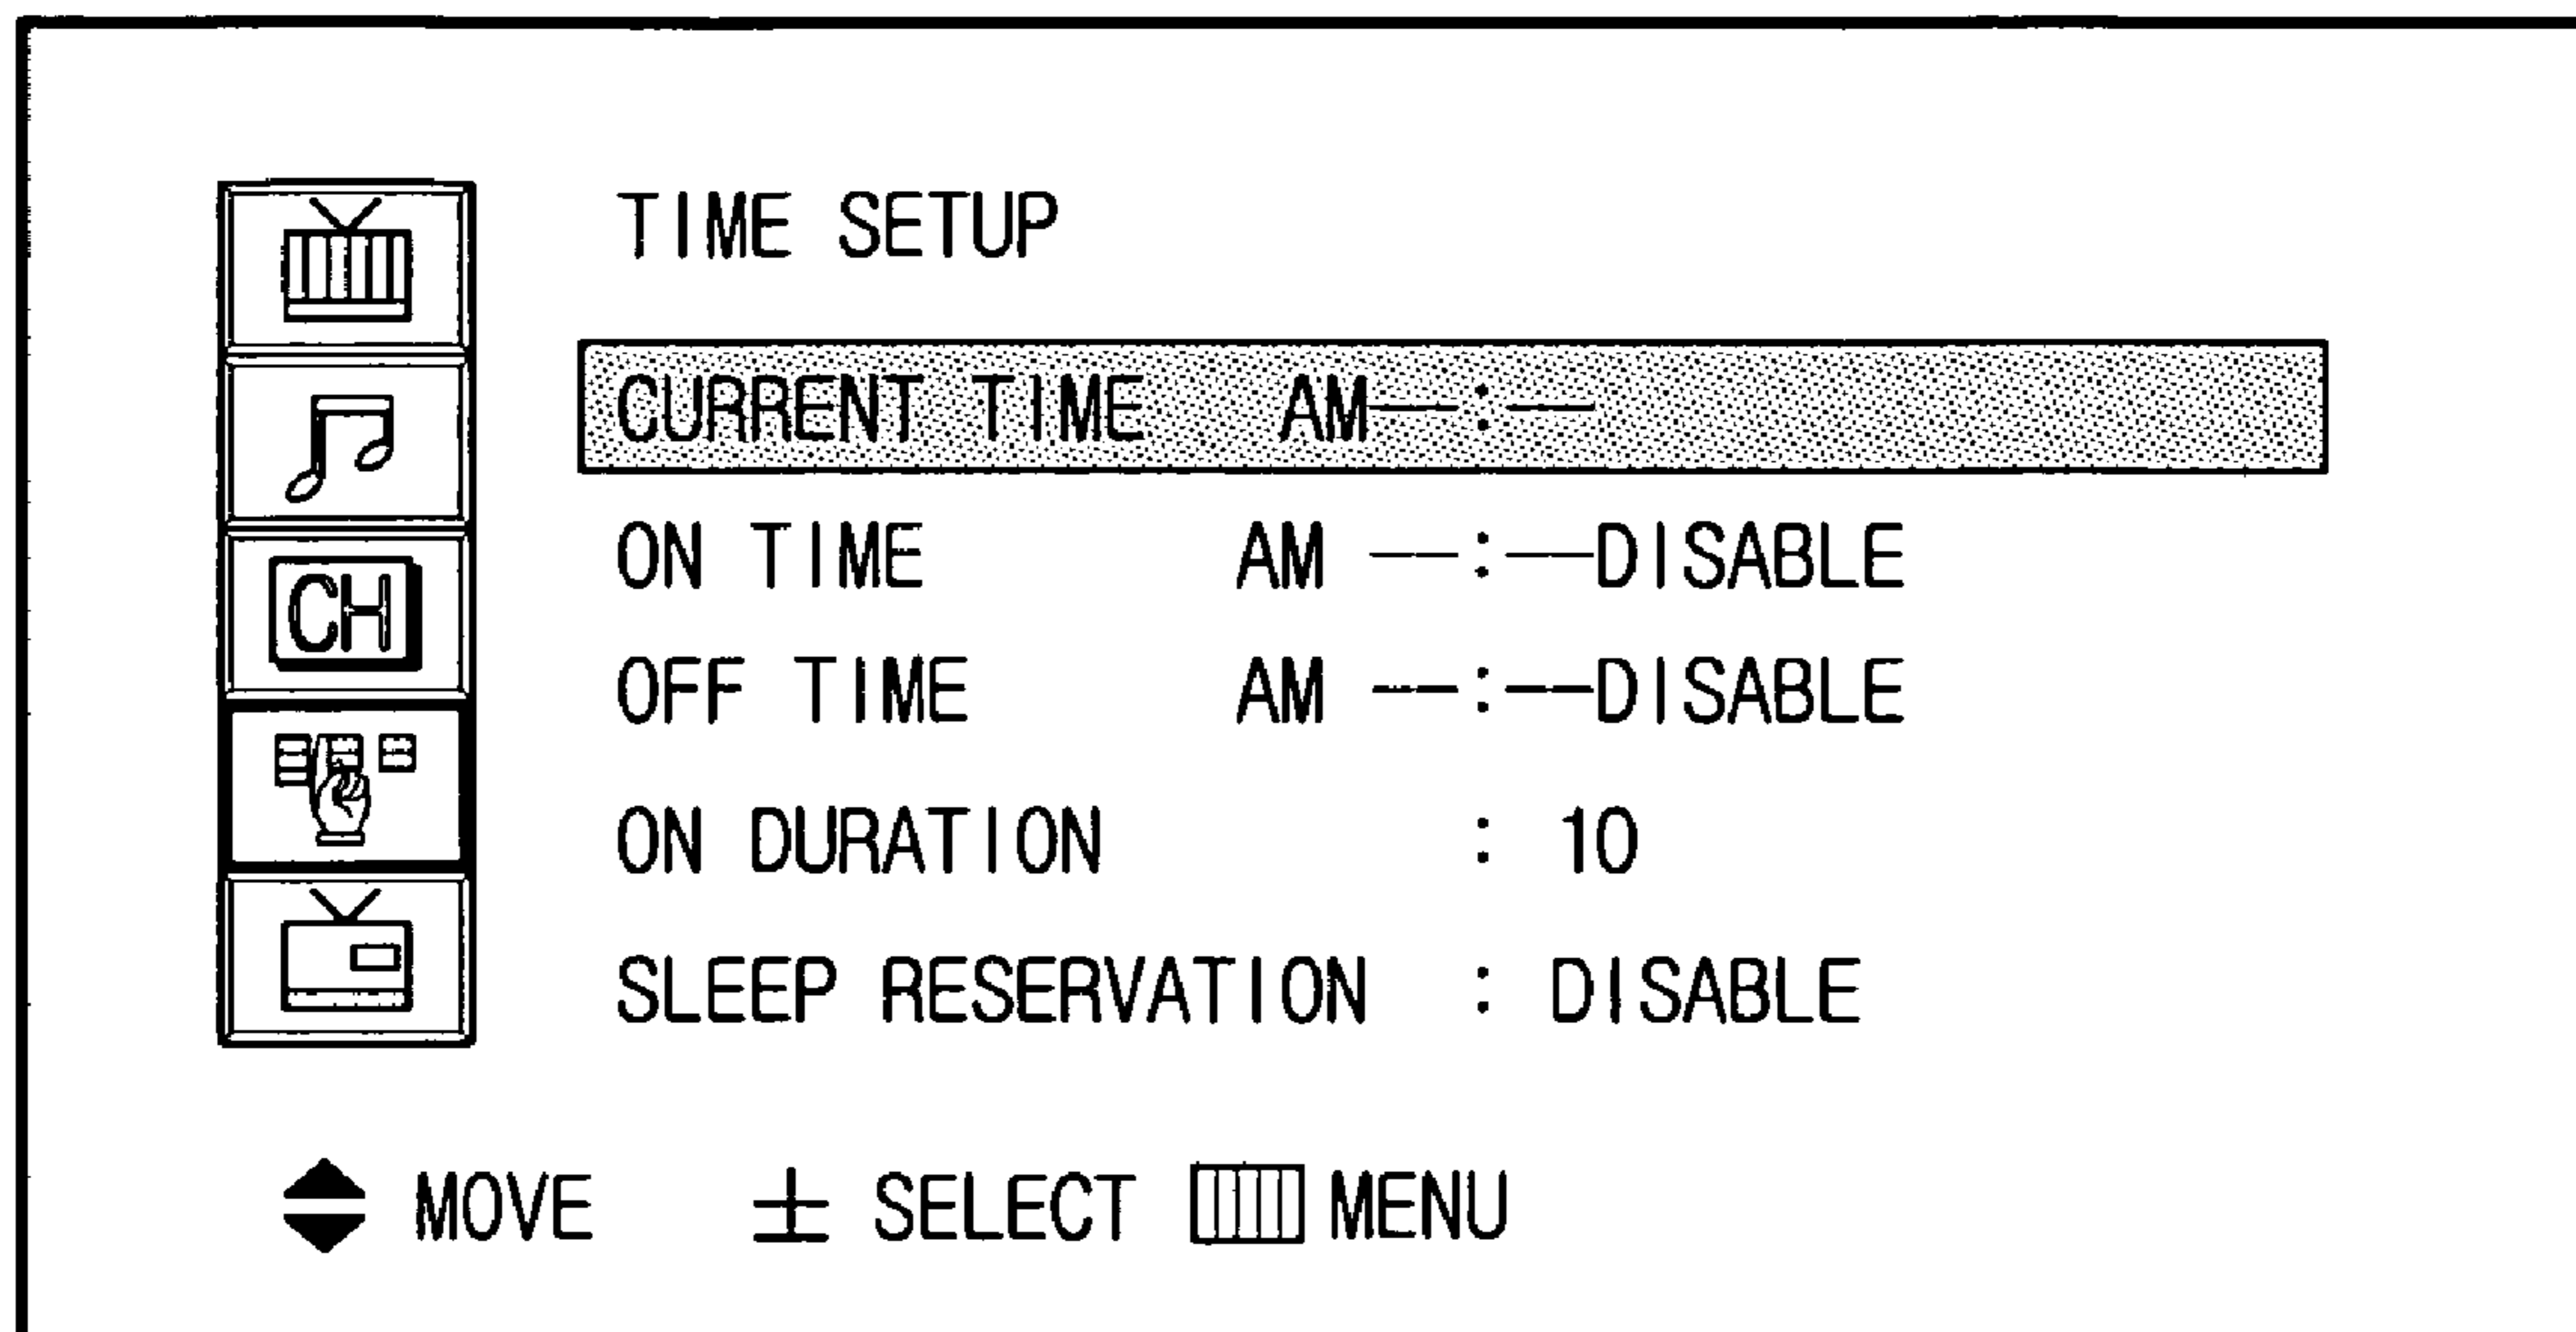 TIME SETUP
CURRENT TIME AM--:--
ON TIME AM --:--DISABLE
CH
OFF TIME AM --:--DISABLE
ON DURATION : 10
SLEEP RESERVATION : DISABLE
MOVE ± SELECT MENU